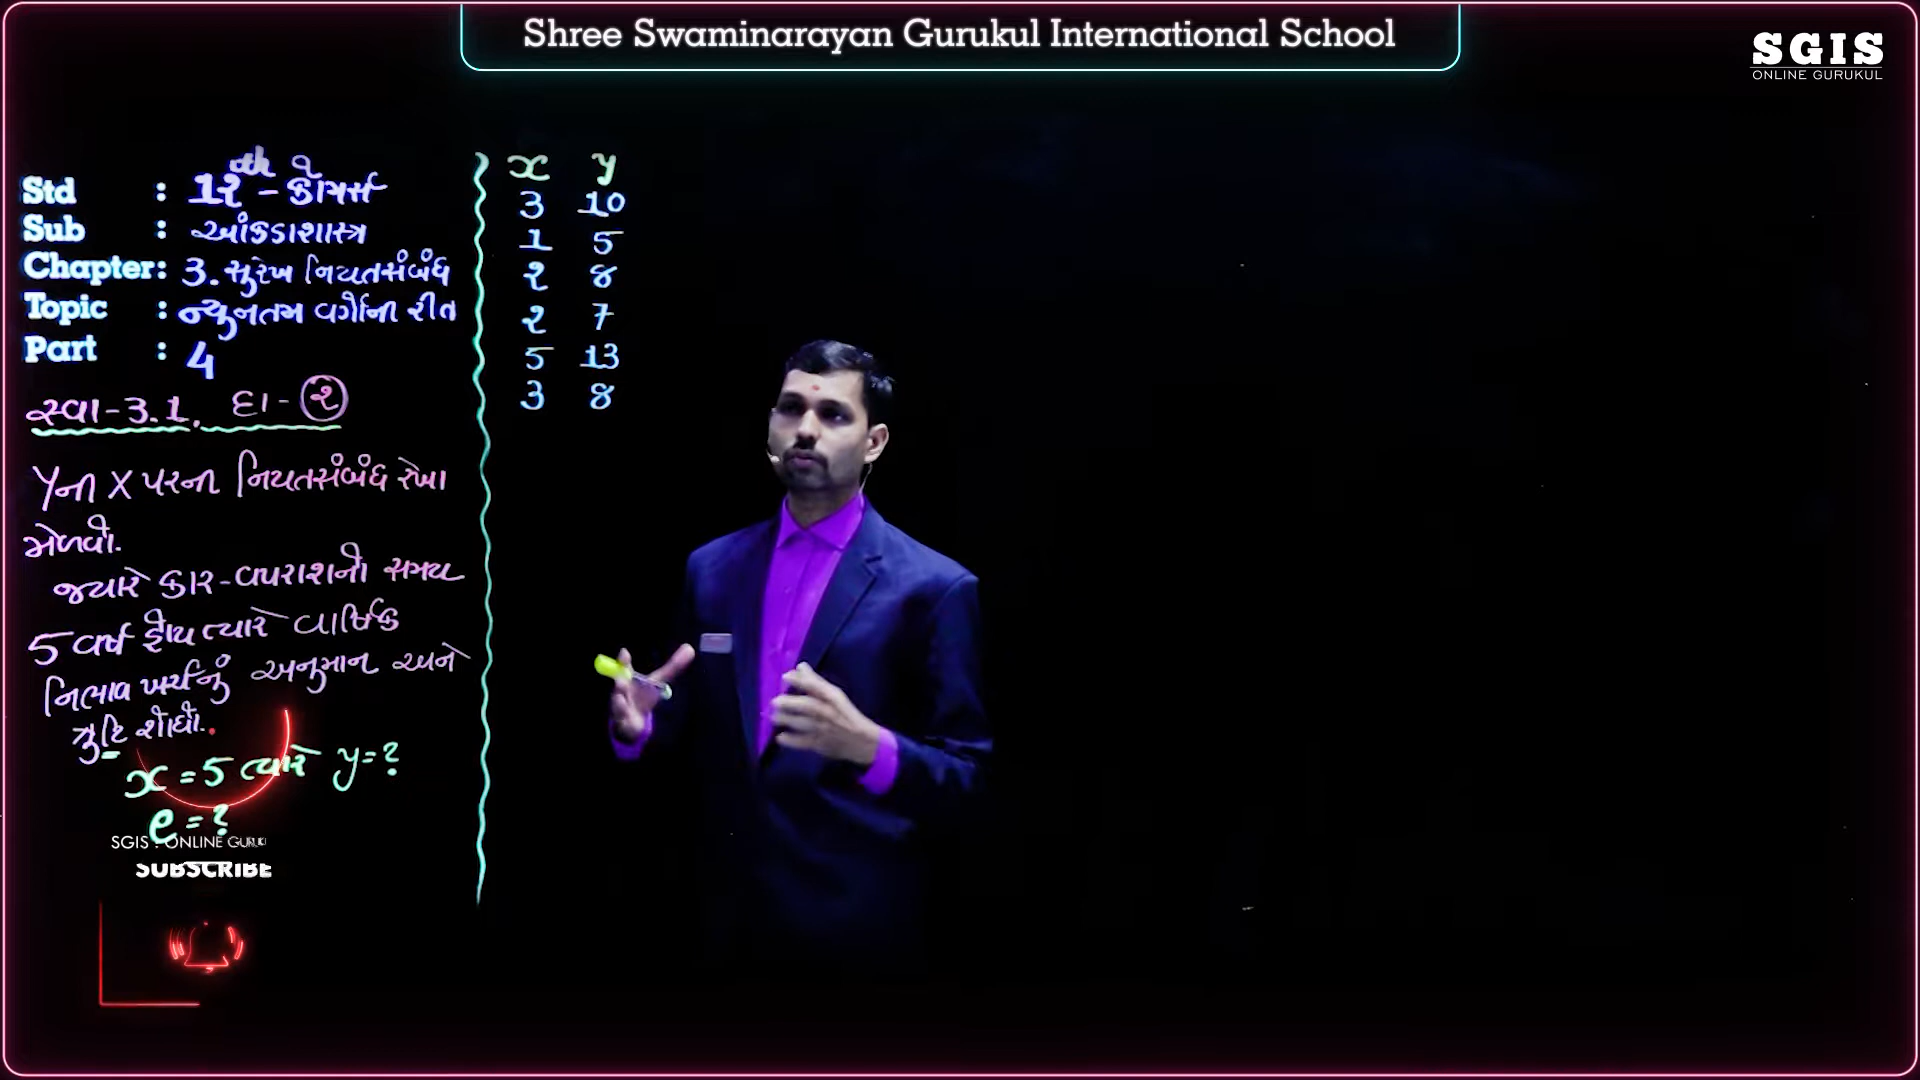 Shree Swaminarayan Gurukul International School
SGIS
ONLINE GURUKUL
Std : 12th - કોમર્સ
Sub : આંકડાશાસ્ત્ર
Chapter : 3. સુરેખ નિયતસંબંધ
Topic : ન્યુનતમ વર્ગોની રીત
Part : 4
સ્વા-3.1. દા-૨
Yની X પરની નિયતસંબંધ રેખા
મેળવો.
જ્યારે કાર-વપરાશનો સમય
5 વર્ષ હોય ત્યારે વાર્ષિક
નિભાવ ખર્ચનું અનુમાન અને
ત્રુટિ શોધો.
x = 5 ત્યારે y = ?
e = ?
SGIS : ONLINE
SUBSCRIBE
x y
3 10
1 5
2 8
2 7
5 13
3 8